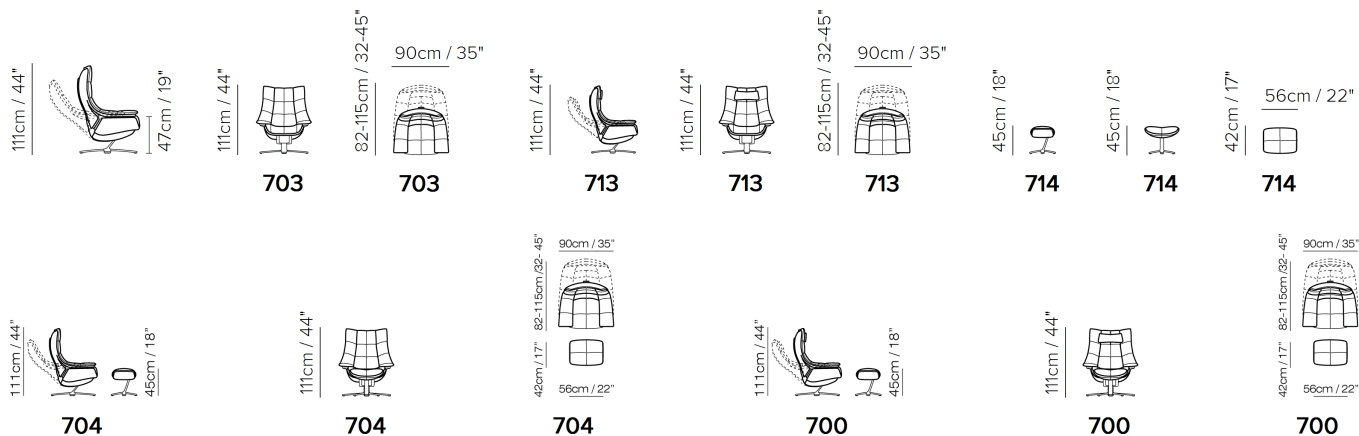 111cm / 44"
47cm / 19"
111cm / 44"
82-115cm / 32-45"
90cm / 35"
111cm / 44"
111cm / 44"
82-115cm / 32-45"
90cm / 35"
45cm / 18"
45cm / 18"
42cm / 17"
56cm / 22"
703
703
713
713
713
714
714
714
111cm / 44"
45cm / 18"
111cm / 44"
82-115cm /32- 45"
90cm / 35"
42cm / 17"
56cm / 22"
111cm / 44"
45cm / 18"
111cm / 44"
82-115cm /32- 45"
90cm / 35"
42cm / 17"
56cm / 22"
704
704
704
700
700
700